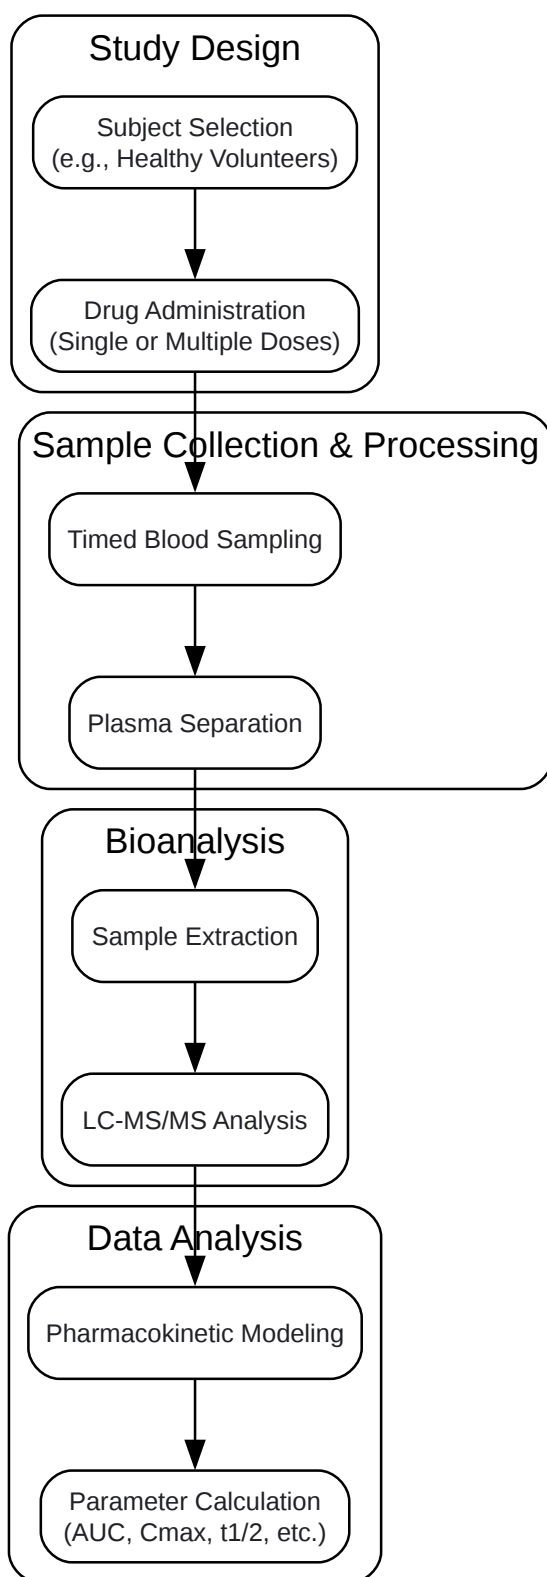 Study Design
Subject Selection
(e.g., Healthy Volunteers)
Drug Administration
(Single or Multiple Doses)
Sample Collection & Processing
Timed Blood Sampling
Plasma Separation
Bioanalysis
Sample Extraction
LC-MS/MS Analysis
Data Analysis
Pharmacokinetic Modeling
Parameter Calculation
(AUC, Cmax, t1/2, etc.)